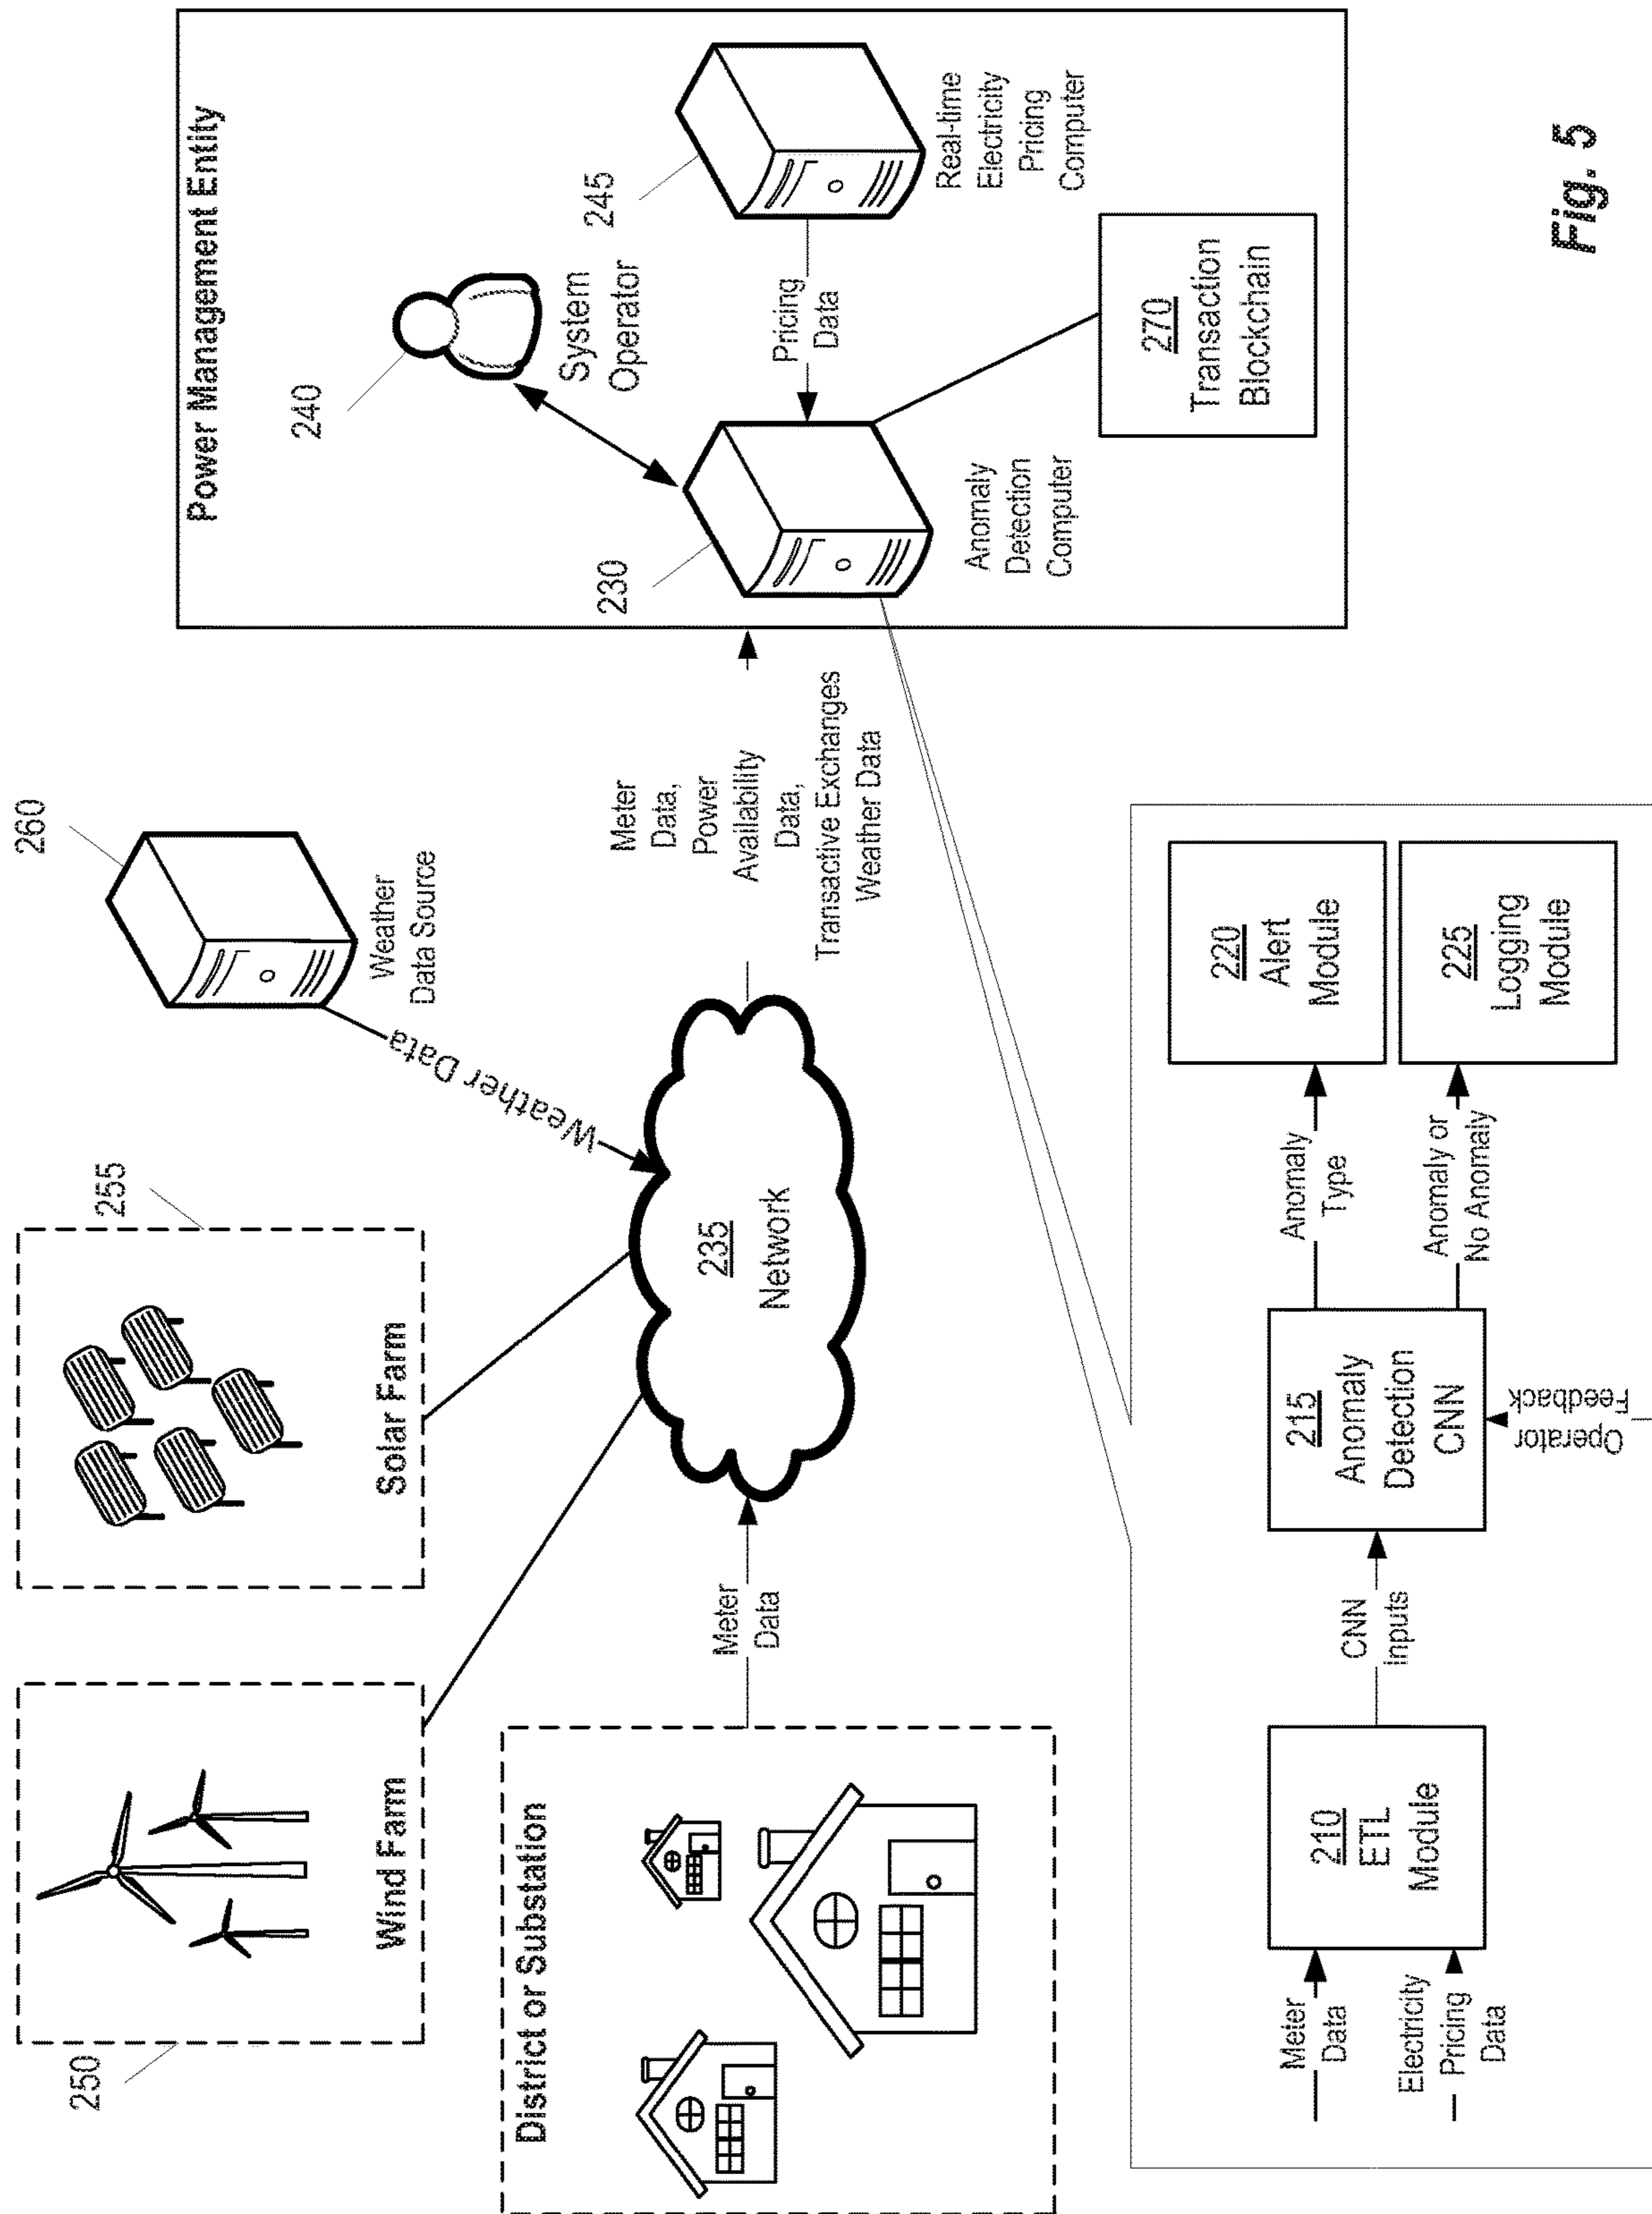 250
Wind Farm
255
Solar Farm
260
Weather
Data Source
Weather Data
District or Substation
Meter
Data
235
Network
Meter
Data,
Power
Availability
Data,
Transactive Exchanges
Weather Data
Power Management Entity
240
System
Operator
230
Anomaly
Detection
Computer
Pricing
Data
245
Real-time
Electricity
Pricing
Computer
270
Transaction
Blockchain
Meter
Data
Electricity
Pricing
Data
210
ETL
Module
CNN
inputs
215
Anomaly
Detection
CNN
Operator
Feedback
Anomaly
Type
Anomaly or
No Anomaly
220
Alert
Module
225
Logging
Module
Fig. 5